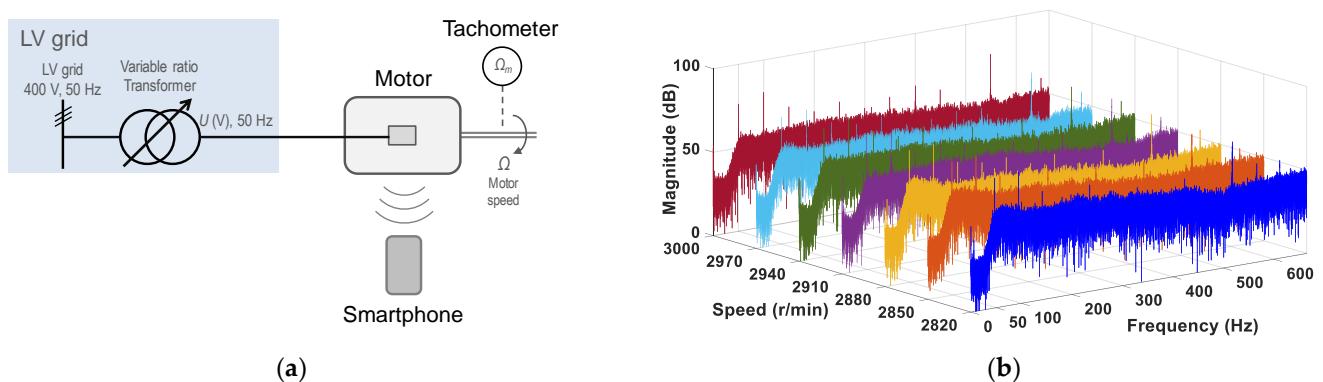 LV grid
LV grid
400 V, 50 Hz
Variable ratio
Transformer
U (V), 50 Hz
Motor
Tachometer
Ωm
Ω
Motor
speed
Smartphone
(a)
Magnitude (dB)
100
50
0
3000
2970
2940
2910
2880
2850
2820
Speed (r/min)
0
50
100
200
300
400
500
600
Frequency (Hz)
(b)